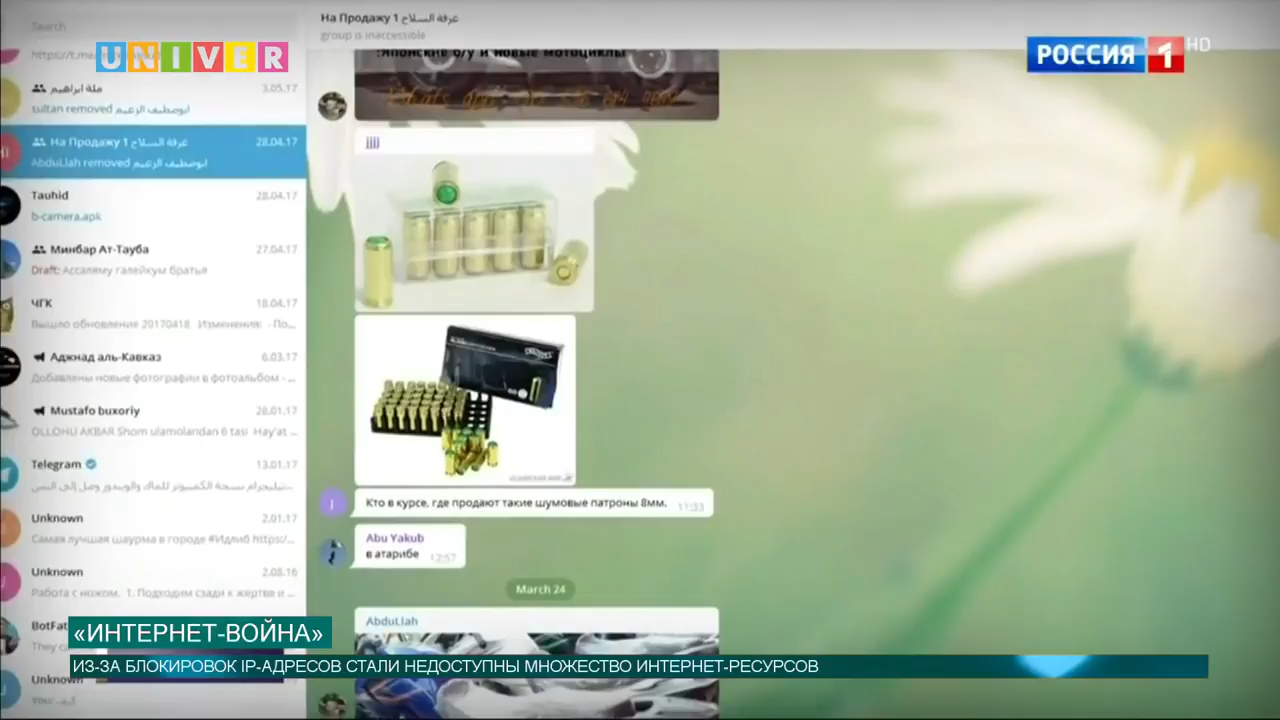 Search
На Продажу 1 غرفة السلاح
group is inaccessible
UNIVER
РОССИЯ 1 HD
ملة ابراهيم
3.05.17
sultan removed
На Продажу 1 غرفة السلاح
28.04.17
AbduLlah removed
Tauhid
28.04.17
b-camera.apk
Минбар Ат-Тауба
27.04.17
Draft: Ассаляму галейкум братья
ЧГК
18.04.17
Вышло обновление 20170418 Изменения: - По...
Аджнад аль-Кавказ
6.03.17
Добавлены новые фотографии в фотоальбом - ...
Mustafo buxoriy
28.01.17
OLLOHU AKBAR Shom ulamolaridan 6 tasi Hay'at ...
Telegram
13.01.17
Unknown
2.01.17
Самая лучшая шаурма в городе #Идлиб https:/...
Unknown
2.08.16
Работа с ножом. 1. Подходим сзади к жертве и ...
BotFat
They ca
Unknown
:Японские б/у и новые мотоциклы
jjjj
Кто в курсе, где продают такие шумовые патроны 8мм.
11:33
Abu Yakub
в атарибе
12:57
March 24
AbduLlah
«ИНТЕРНЕТ-ВОЙНА»
ИЗ-ЗА БЛОКИРОВОК IP-АДРЕСОВ СТАЛИ НЕДОСТУПНЫ МНОЖЕСТВО ИНТЕРНЕТ-РЕСУРСОВ